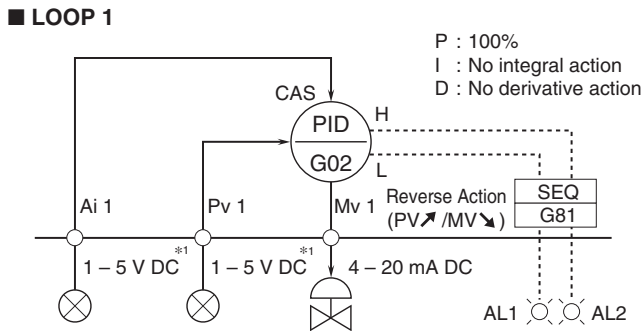 ■ LOOP 1
P : 100%
I : No integral action
D : No derivative action
CAS
PID
G02
H
L
Ai 1
Pv 1
Mv 1
Reverse Action
(PV↗ /MV↘ )
SEQ
G81
1 – 5 V DC*1
1 – 5 V DC*1
4 – 20 mA DC
AL1
AL2